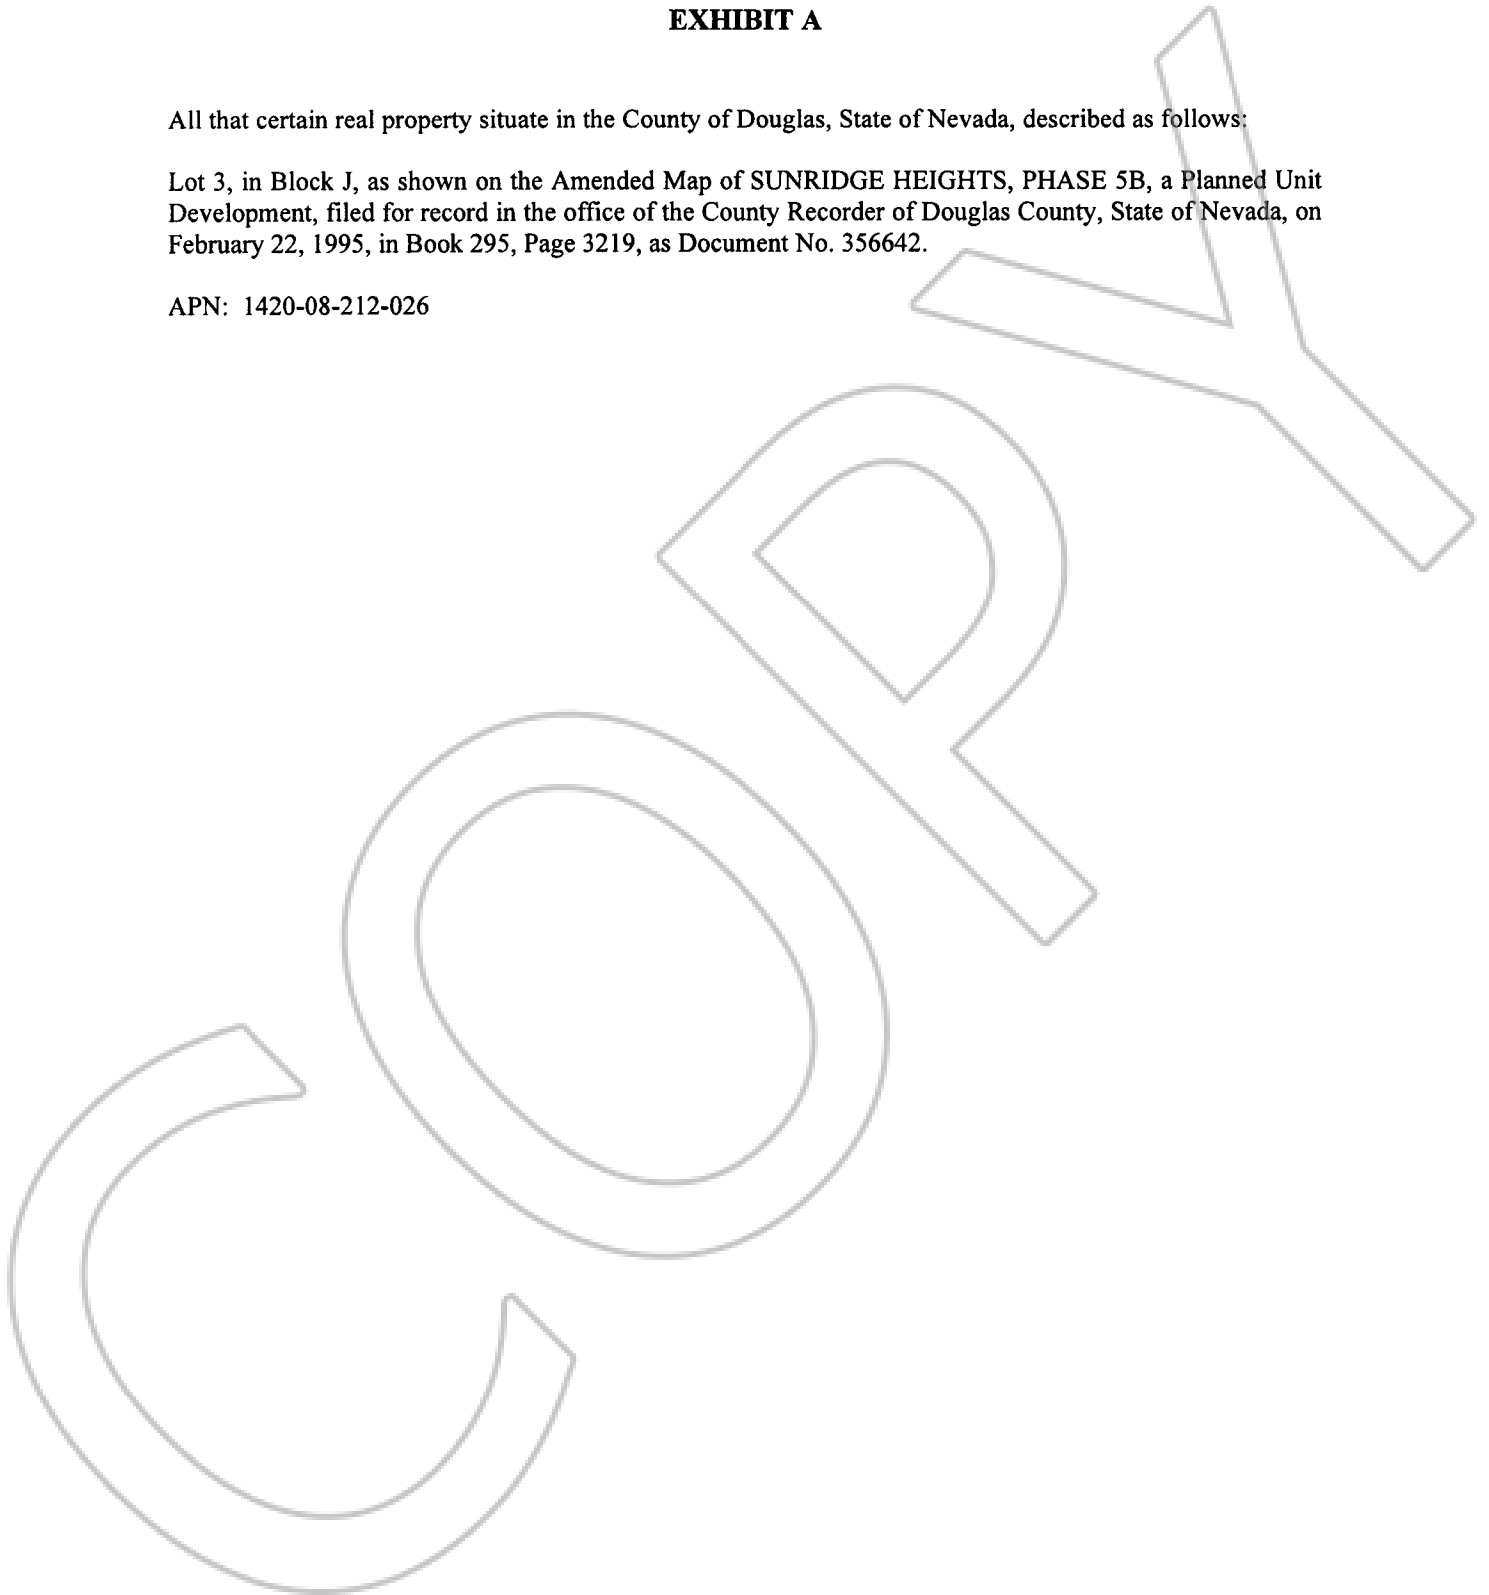 EXHIBIT A
All that certain real property situate in the County of Douglas, State of Nevada, described as follows:
Lot 3, in Block J, as shown on the Amended Map of SUNRIDGE HEIGHTS, PHASE 5B, a Planned Unit
Development, filed for record in the office of the County Recorder of Douglas County, State of Nevada, on
February 22, 1995, in Book 295, Page 3219, as Document No. 356642.
APN: 1420-08-212-026
COPY